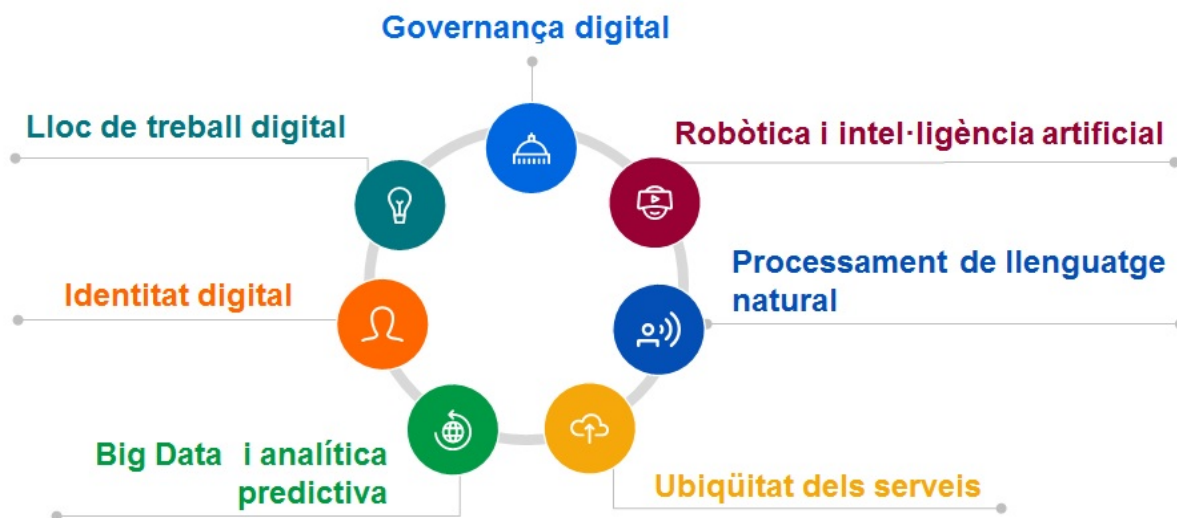 Governança digital
Lloc de treball digital
Robòtica i intel·ligència artificial
Processament de llenguatge
natural
Identitat digital
Big Data i analítica
predictiva
Ubiqüitat dels serveis